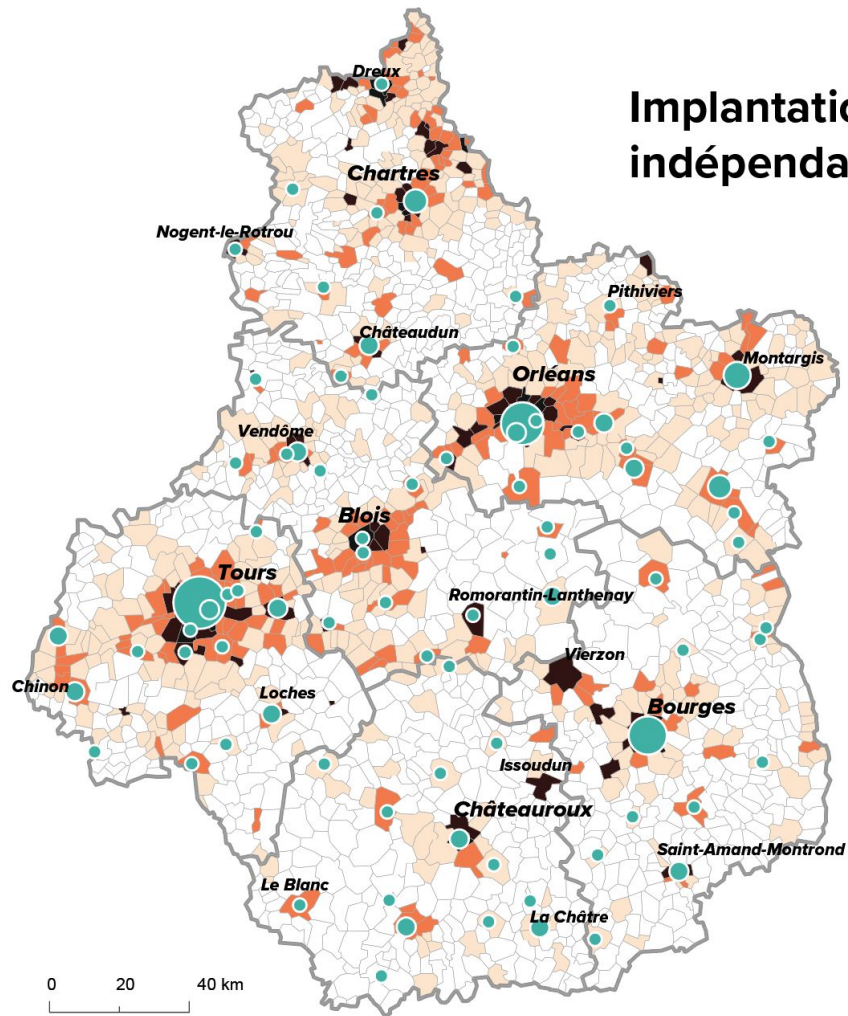 Dreux
Implantatio
indépenda
Chartres
Nogent-le-Rotrou
Pithiviers
Châteaudun
Montargis
Orléans
Vendôme
Blois
Tours
Romorantin-Lanthenay
Vierzon
Chinon
Loches
Bourges
Issoudun
Châteauroux
Saint-Amand-Montrond
Le Blanc
La Châtre
0 20 40 km